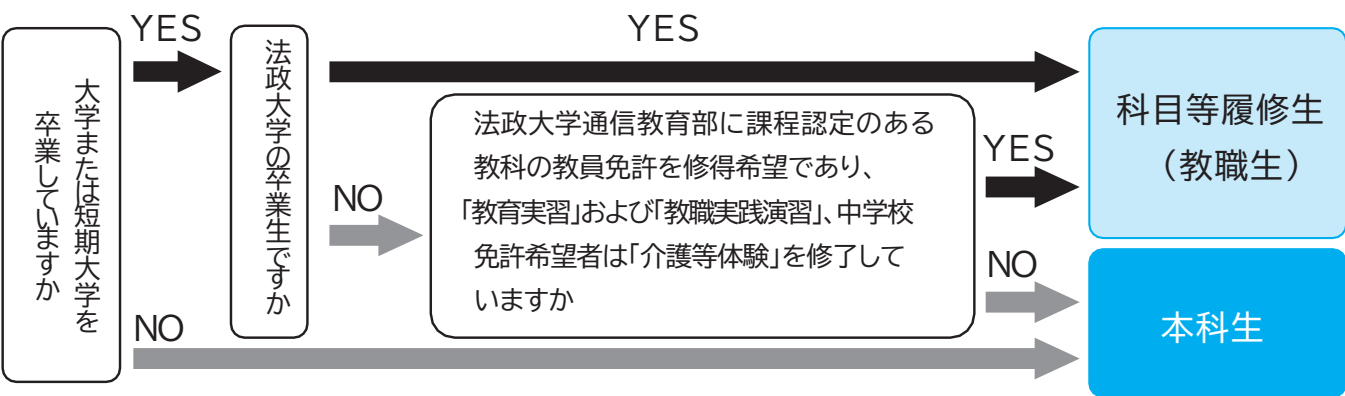 大学または短期大学を
卒業していますか
YES
NO
法政大学の卒業生ですか
YES
NO
法政大学通信教育部に課程認定のある
教科の教員免許を修得希望であり、
「教育実習」および「教職実践演習」、中学校
免許希望者は「介護等体験」を修了して
いますか
YES
NO
科目等履修生
（教職生）
本科生